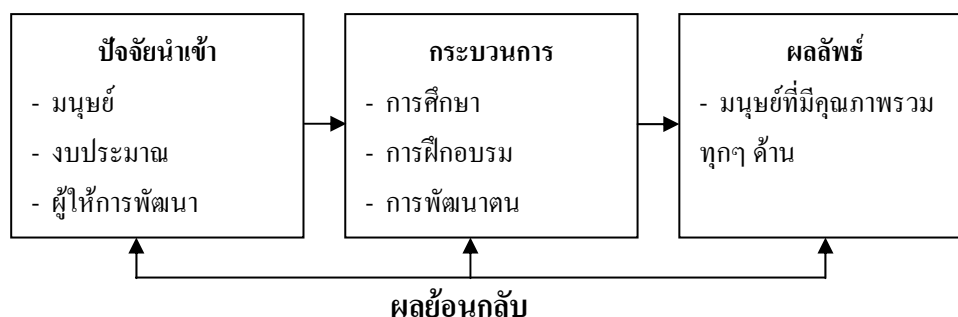 ปัจจัยนำเข้า
- มนุษย์
- งบประมาณ
- ผู้ให้การพัฒนา
กระบวนการ
- การศึกษา
- การฝึกอบรม
- การพัฒนาตน
ผลลัพธ์
- มนุษย์ที่มีคุณภาพรวม
ทุกๆ ด้าน
ผลย้อนกลับ